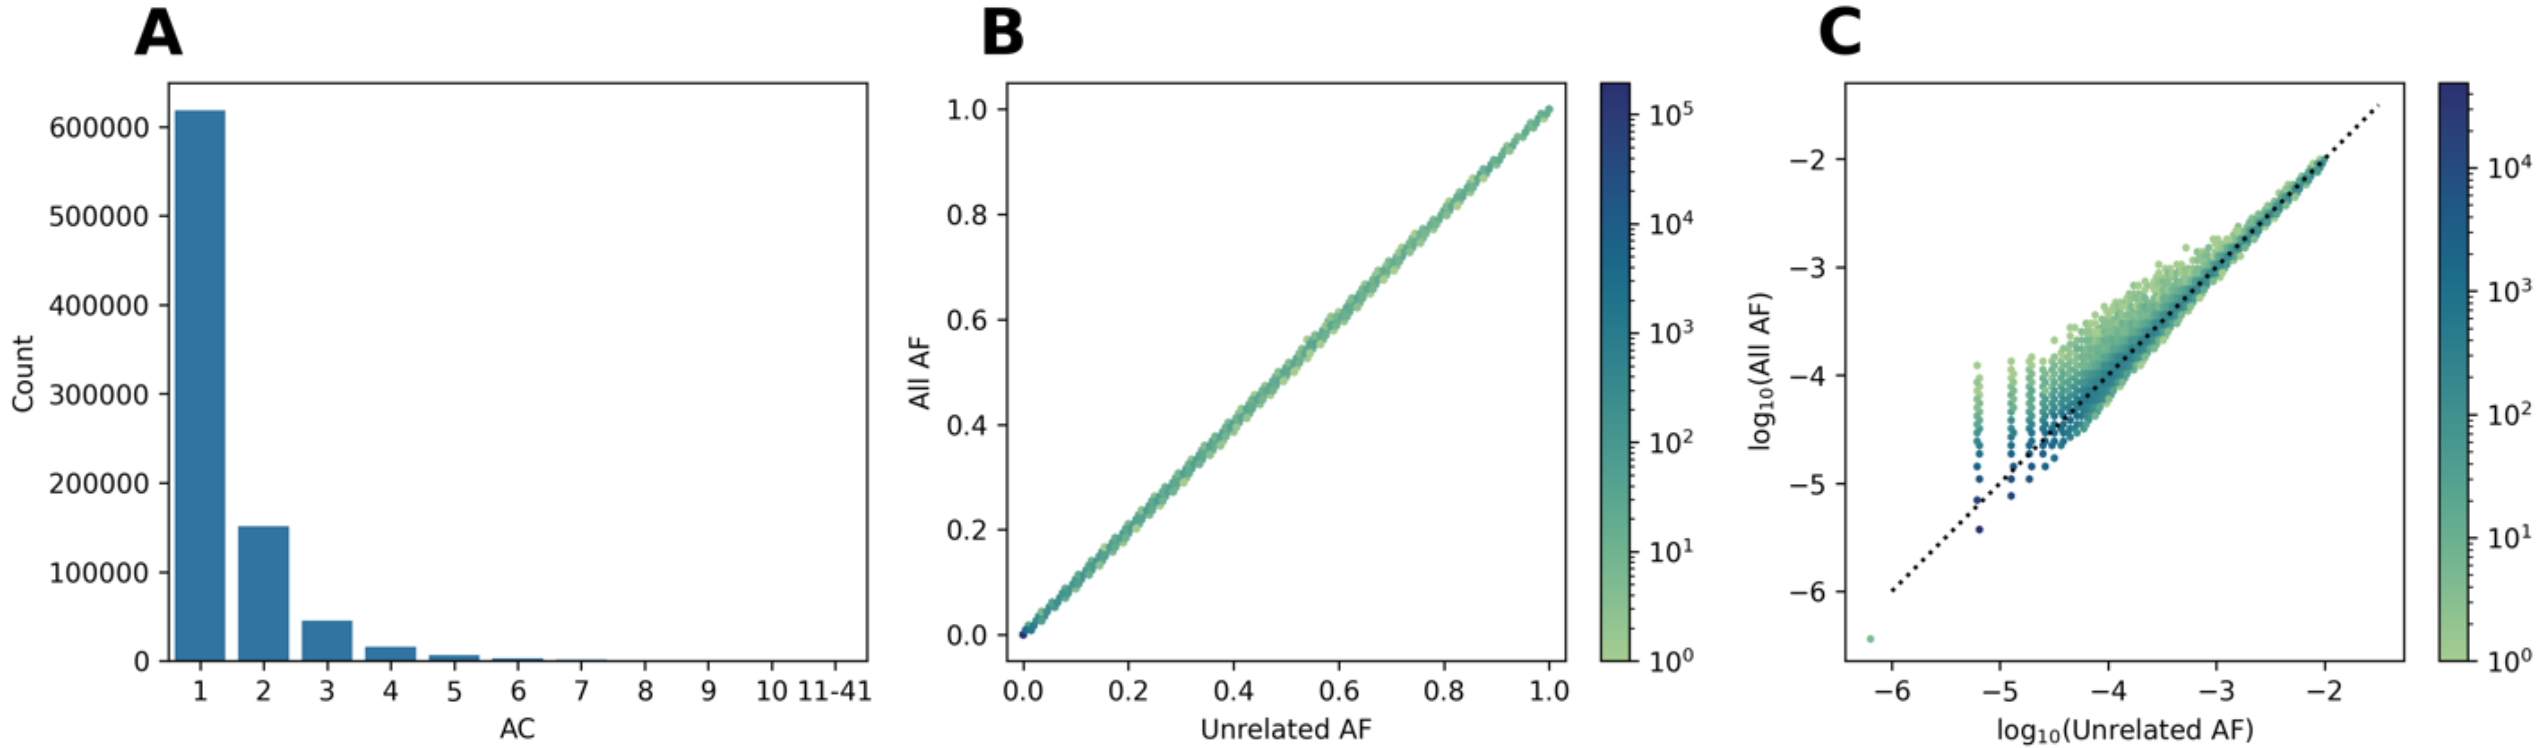 A
B
C
Count
600000
500000
400000
300000
200000
100000
0
1 2 3 4 5 6 7 8 9 10 11-41
AC
All AF
1.0
0.8
0.6
0.4
0.2
0.0
0.0 0.2 0.4 0.6 0.8 1.0
Unrelated AF
10⁵
10⁴
10³
10²
10¹
10⁰
log₁₀(All AF)
−2
−3
−4
−5
−6
−6 −5 −4 −3 −2
log₁₀(Unrelated AF)
10⁴
10³
10²
10¹
10⁰